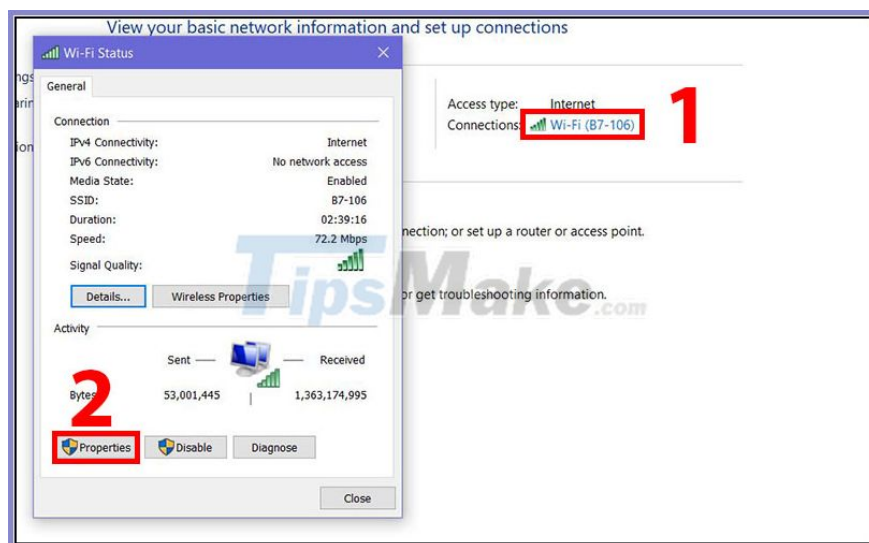 View your basic network information and set up connections
Wi-Fi Status
ngs
arin
ion
General
Connection
IPv4 Connectivity: Internet
IPv6 Connectivity: No network access
Media State: Enabled
SSID: B7-106
Duration: 02:39:16
Speed: 72.2 Mbps
Signal Quality:
Details... Wireless Properties
Activity
Sent Received
Bytes 53,001,445 1,363,174,995
2
Properties Disable Diagnose
Close
Access type: Internet
Connections: Wi-Fi (B7-106)
1
nection; or set up a router or access point.
or get troubleshooting information.
TipsMake.com